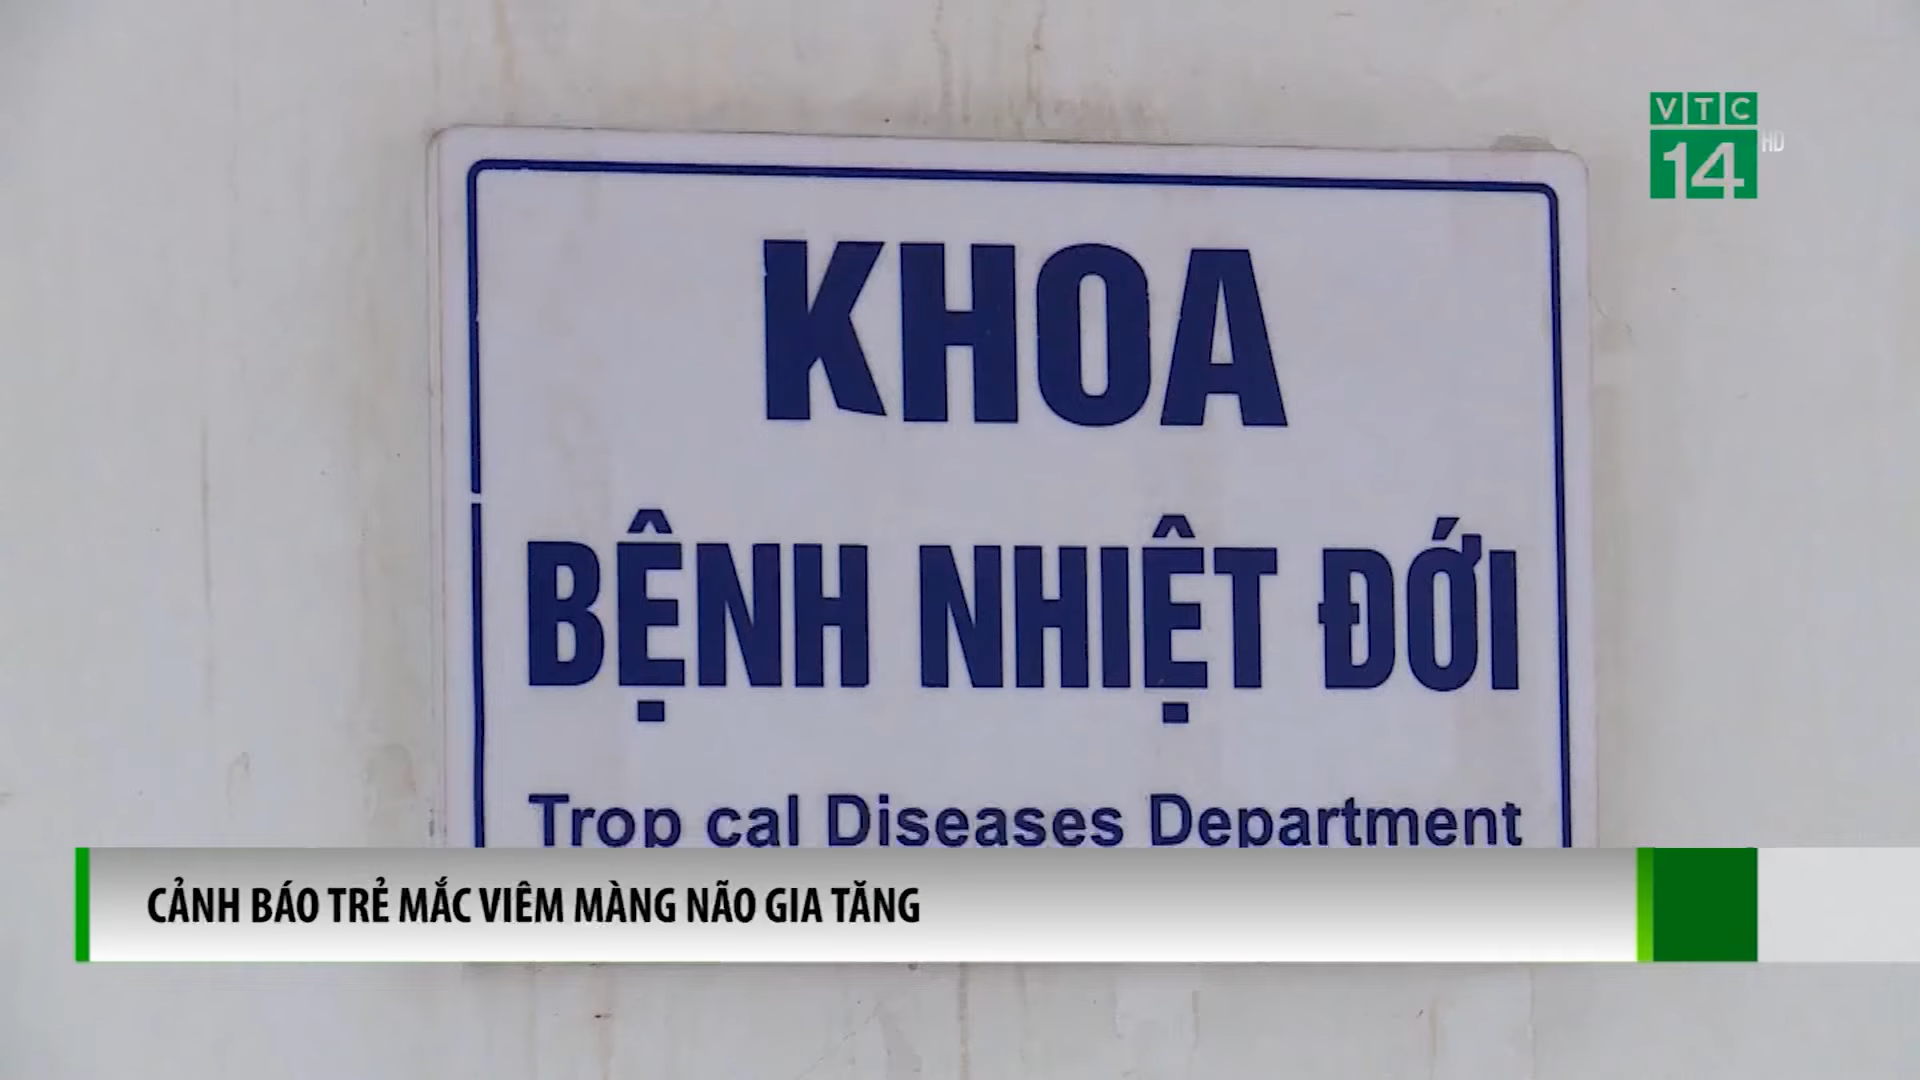 VTC
14 HD
KHOA
BỆNH NHIỆT ĐỚI
Trop cal Diseases Department
CẢNH BÁO TRẺ MẮC VIÊM MÀNG NÃO GIA TĂNG